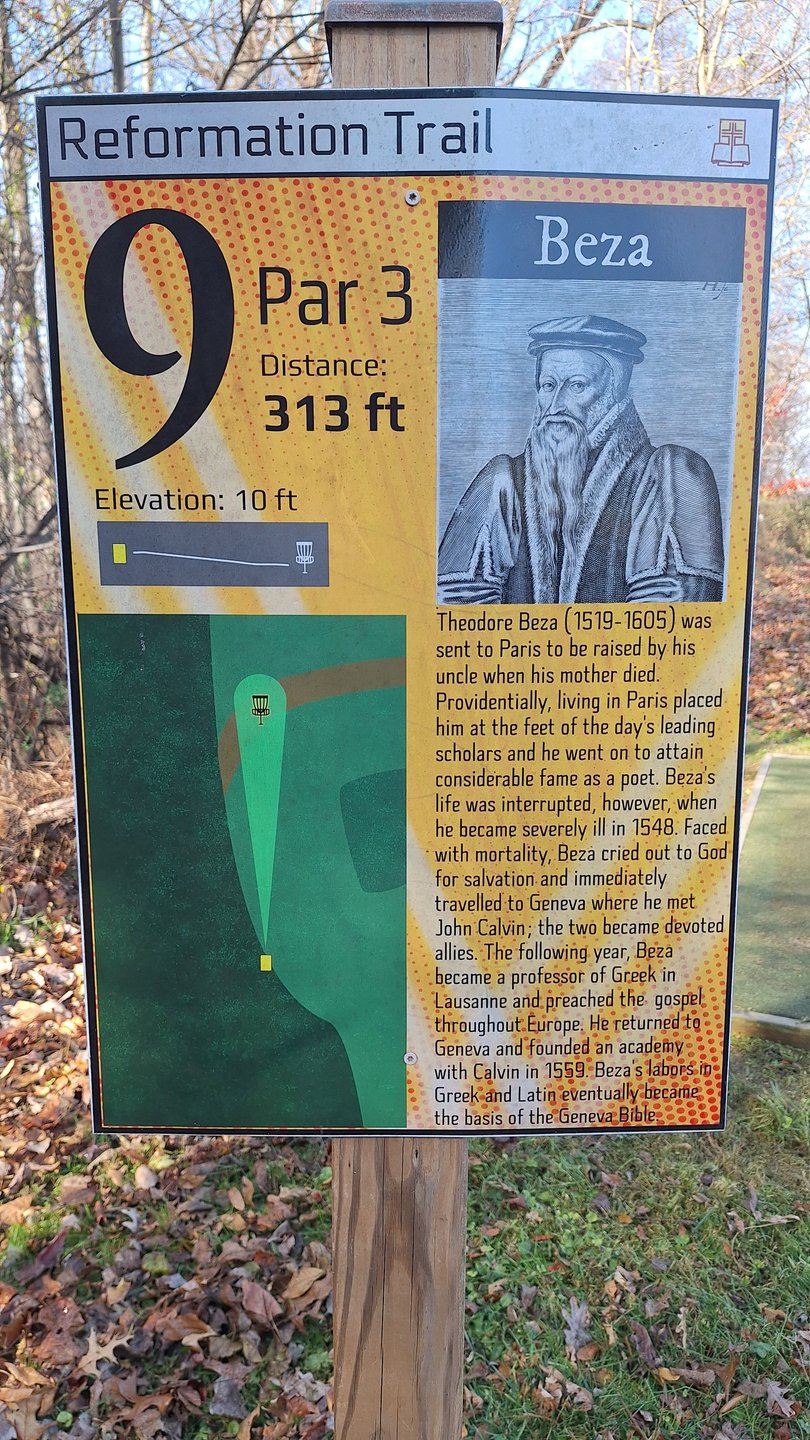 Reformation Trail
9
Par 3
Distance:
313 ft
Elevation: 10 ft
Beza
Theodore Beza (1519-1605) was
sent to Paris to be raised by his
uncle when his mother died.
Providentially, living in Paris placed
him at the feet of the day's leading
scholars and he went on to attain
considerable fame as a poet. Beza's
life was interrupted, however, when
he became severely ill in 1548. Faced
with mortality, Beza cried out to God
for salvation and immediately
travelled to Geneva where he met
John Calvin; the two became devoted
allies. The following year, Beza
became a professor of Greek in
Lausanne and preached the gospel
throughout Europe. He returned to
Geneva and founded an academy
with Calvin in 1559. Beza's labors in
Greek and Latin eventually became
the basis of the Geneva Bible.